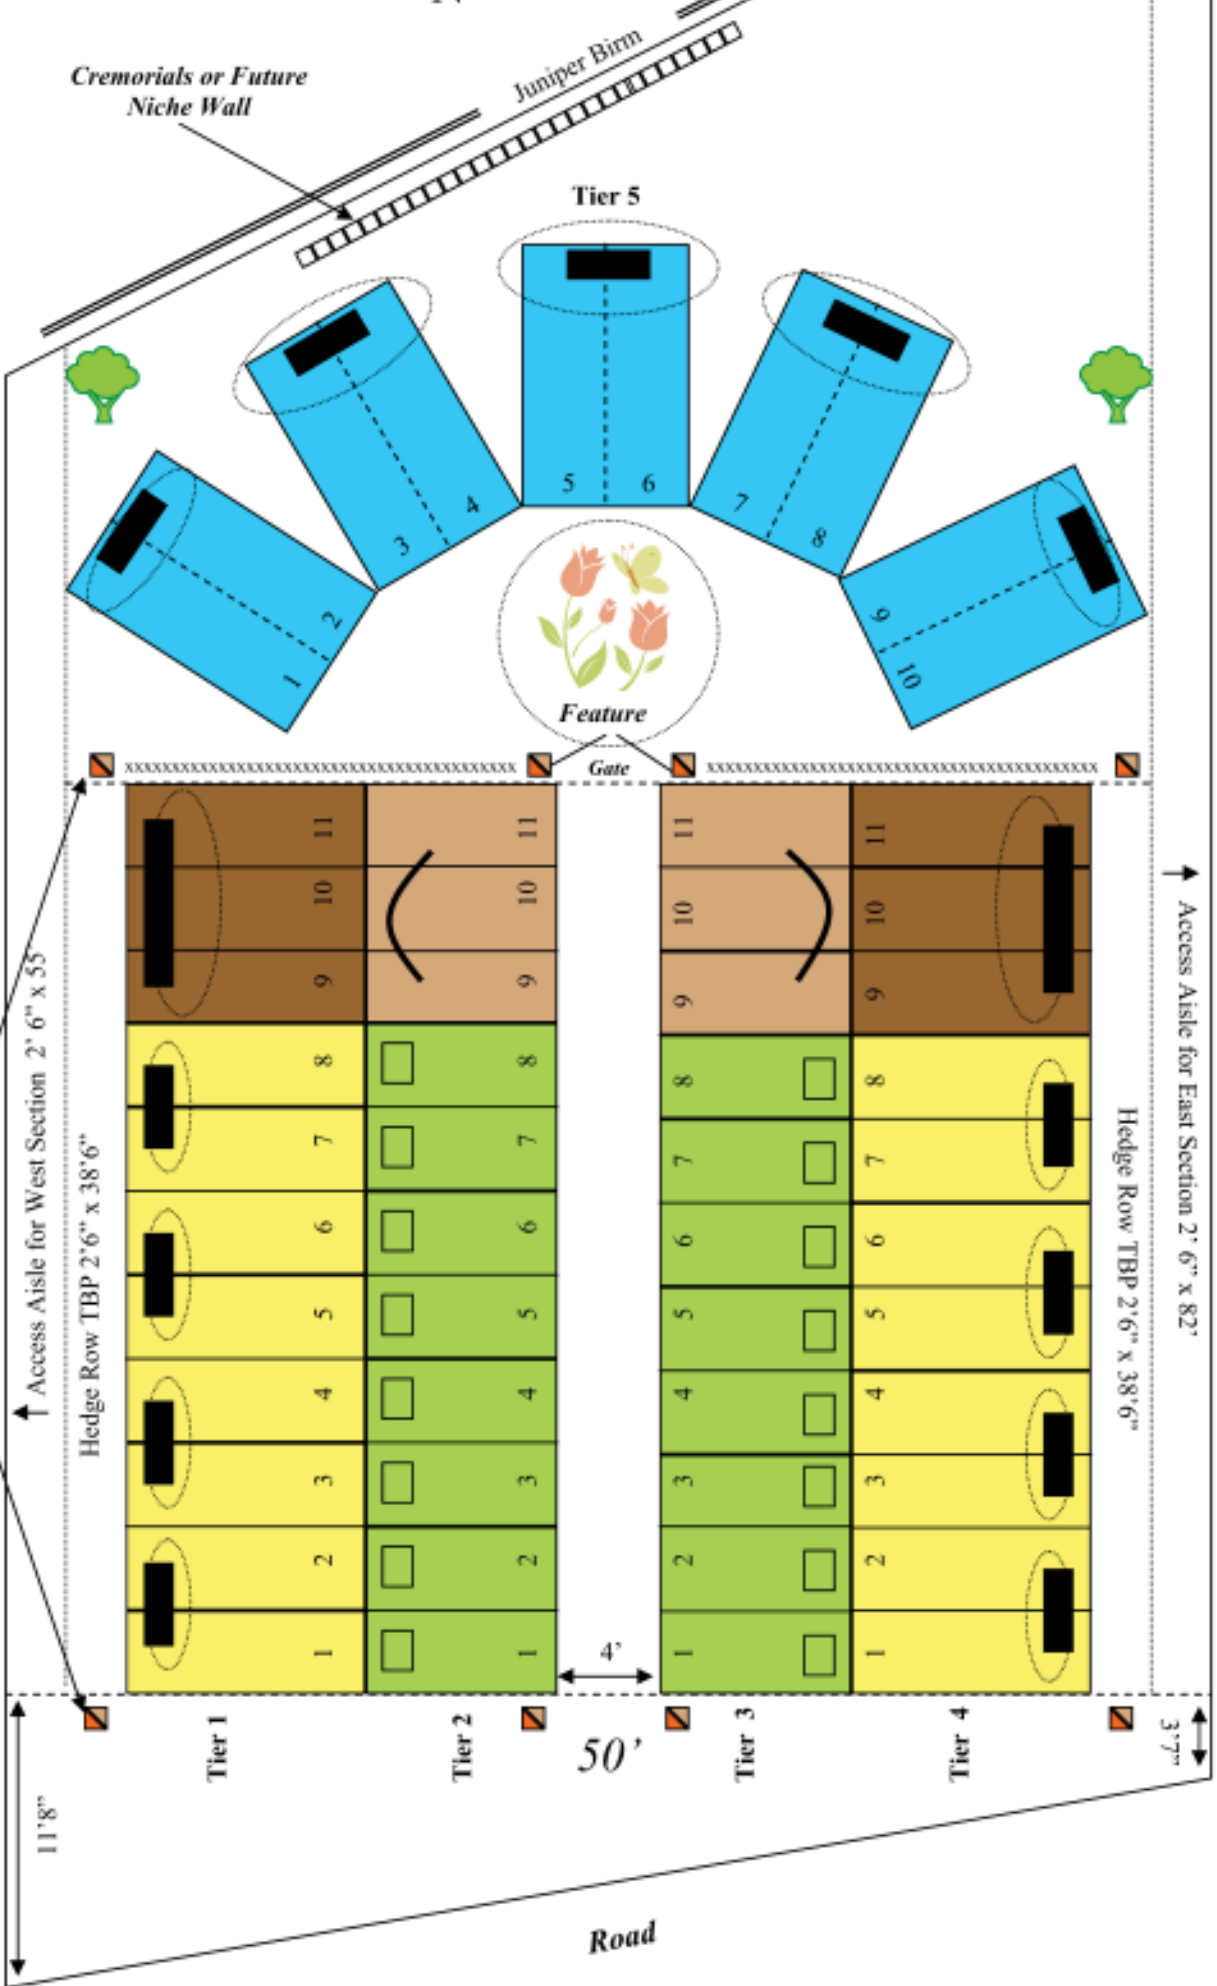 Juniper Birm
Cremorials or Future
Niche Wall
Tier 5
5 6
4
3
7
8
2
1
9
10
Feature
Gate
xxxxxxxxxxxxxxxxxxxxxxxxxxxxxxxxxxxxxxxxxx
xxxxxxxxxxxxxxxxxxxxxxxxxxxxxxxxxxxxxxxxxx
11 11 11 11
10 10 10 10
9 9 9 9
8 8 8 8
7 7 7 7
6 6 6 6
5 5 5 5
4 4 4 4
3 3 3 3
2 2 2 2
1 1 1 1
Access Aisle for West Section 2' 6" x 55'
Hedge Row TBP 2'6" x 38'6"
Hedge Row TBP 2'6" x 38'6"
Access Aisle for East Section 2' 6" x 82'
4'
Tier 1
Tier 2
50'
Tier 3
Tier 4
3'7"
11'8"
Road